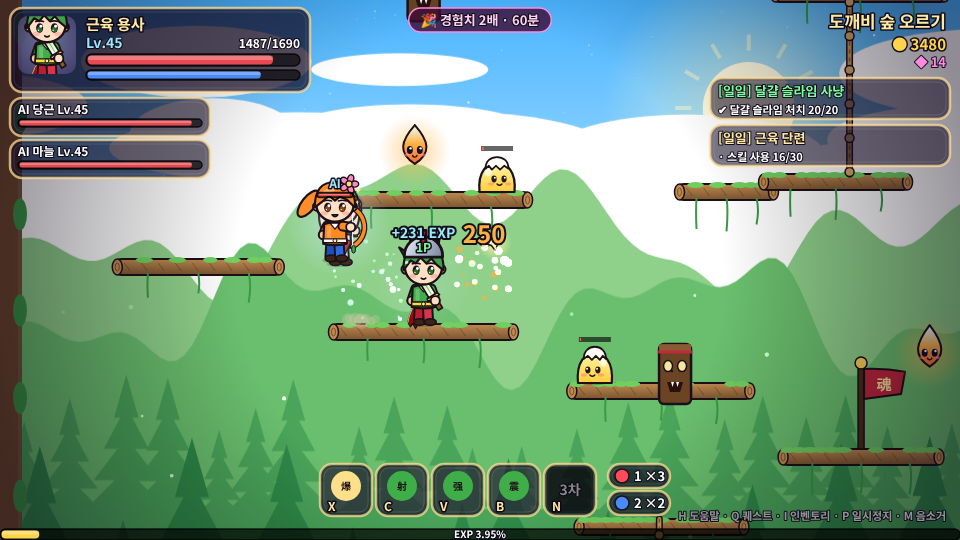 근육 용사
Lv.45
1487/1690
AI 당근 Lv.45
AI 마늘 Lv.45
🎉 경험치 2배 · 60분
도깨비 숲 오르기
3480
14
[일일] 달걀 슬라임 사냥
✔ 달걀 슬라임 처치 20/20
[일일] 근육 단련
· 스킬 사용 16/30
AI
+231 EXP
250
1P
魂
爆
X
射
C
强
V
震
B
3차
N
1 ×3
2 ×2
H 도움말 · Q 퀘스트 · I 인벤토리 · P 일시정지 · M 음소거
EXP 3.95%